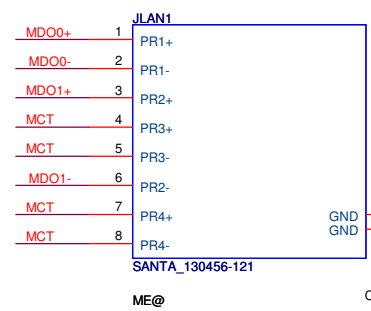 JLAN1
MDO0+ 1 PR1+
MDO0- 2 PR1-
MDO1+ 3 PR2+
MCT 4 PR3+
MCT 5 PR3-
MDO1- 6 PR2-
MCT 7 PR4+ GND
GND
MCT 8 PR4-
SANTA_130456-121
ME@